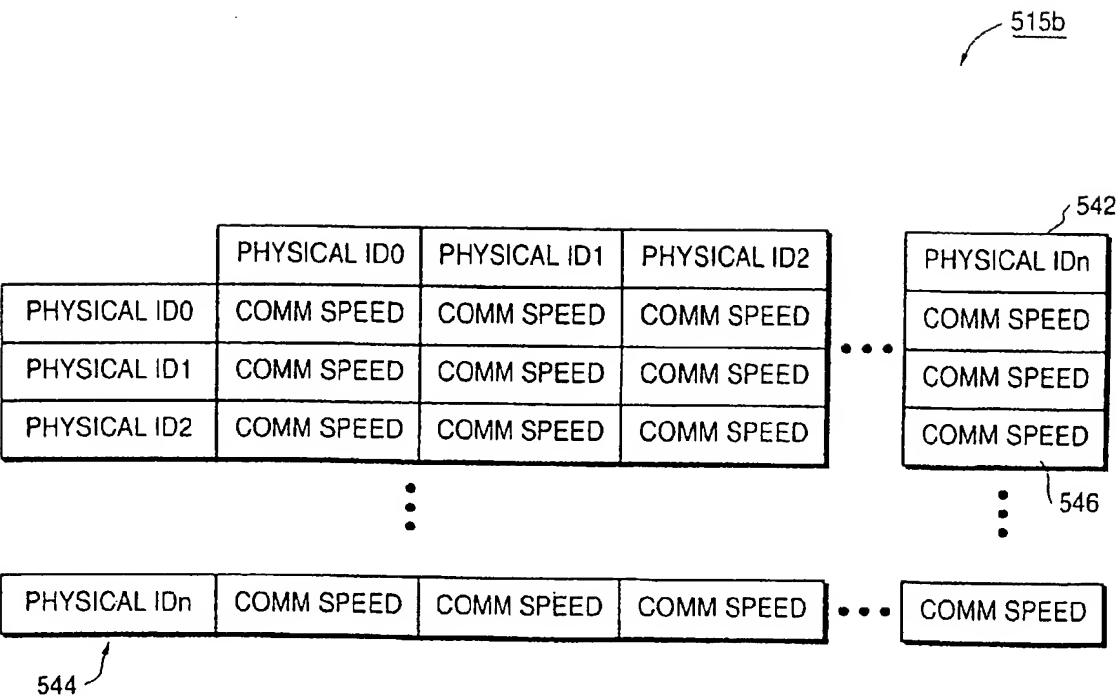 515b
542
PHYSICAL ID0 PHYSICAL ID1 PHYSICAL ID2 PHYSICAL IDn
PHYSICAL ID0 COMM SPEED COMM SPEED COMM SPEED COMM SPEED
PHYSICAL ID1 COMM SPEED COMM SPEED COMM SPEED COMM SPEED
PHYSICAL ID2 COMM SPEED COMM SPEED COMM SPEED COMM SPEED
546
PHYSICAL IDn COMM SPEED COMM SPEED COMM SPEED COMM SPEED
544